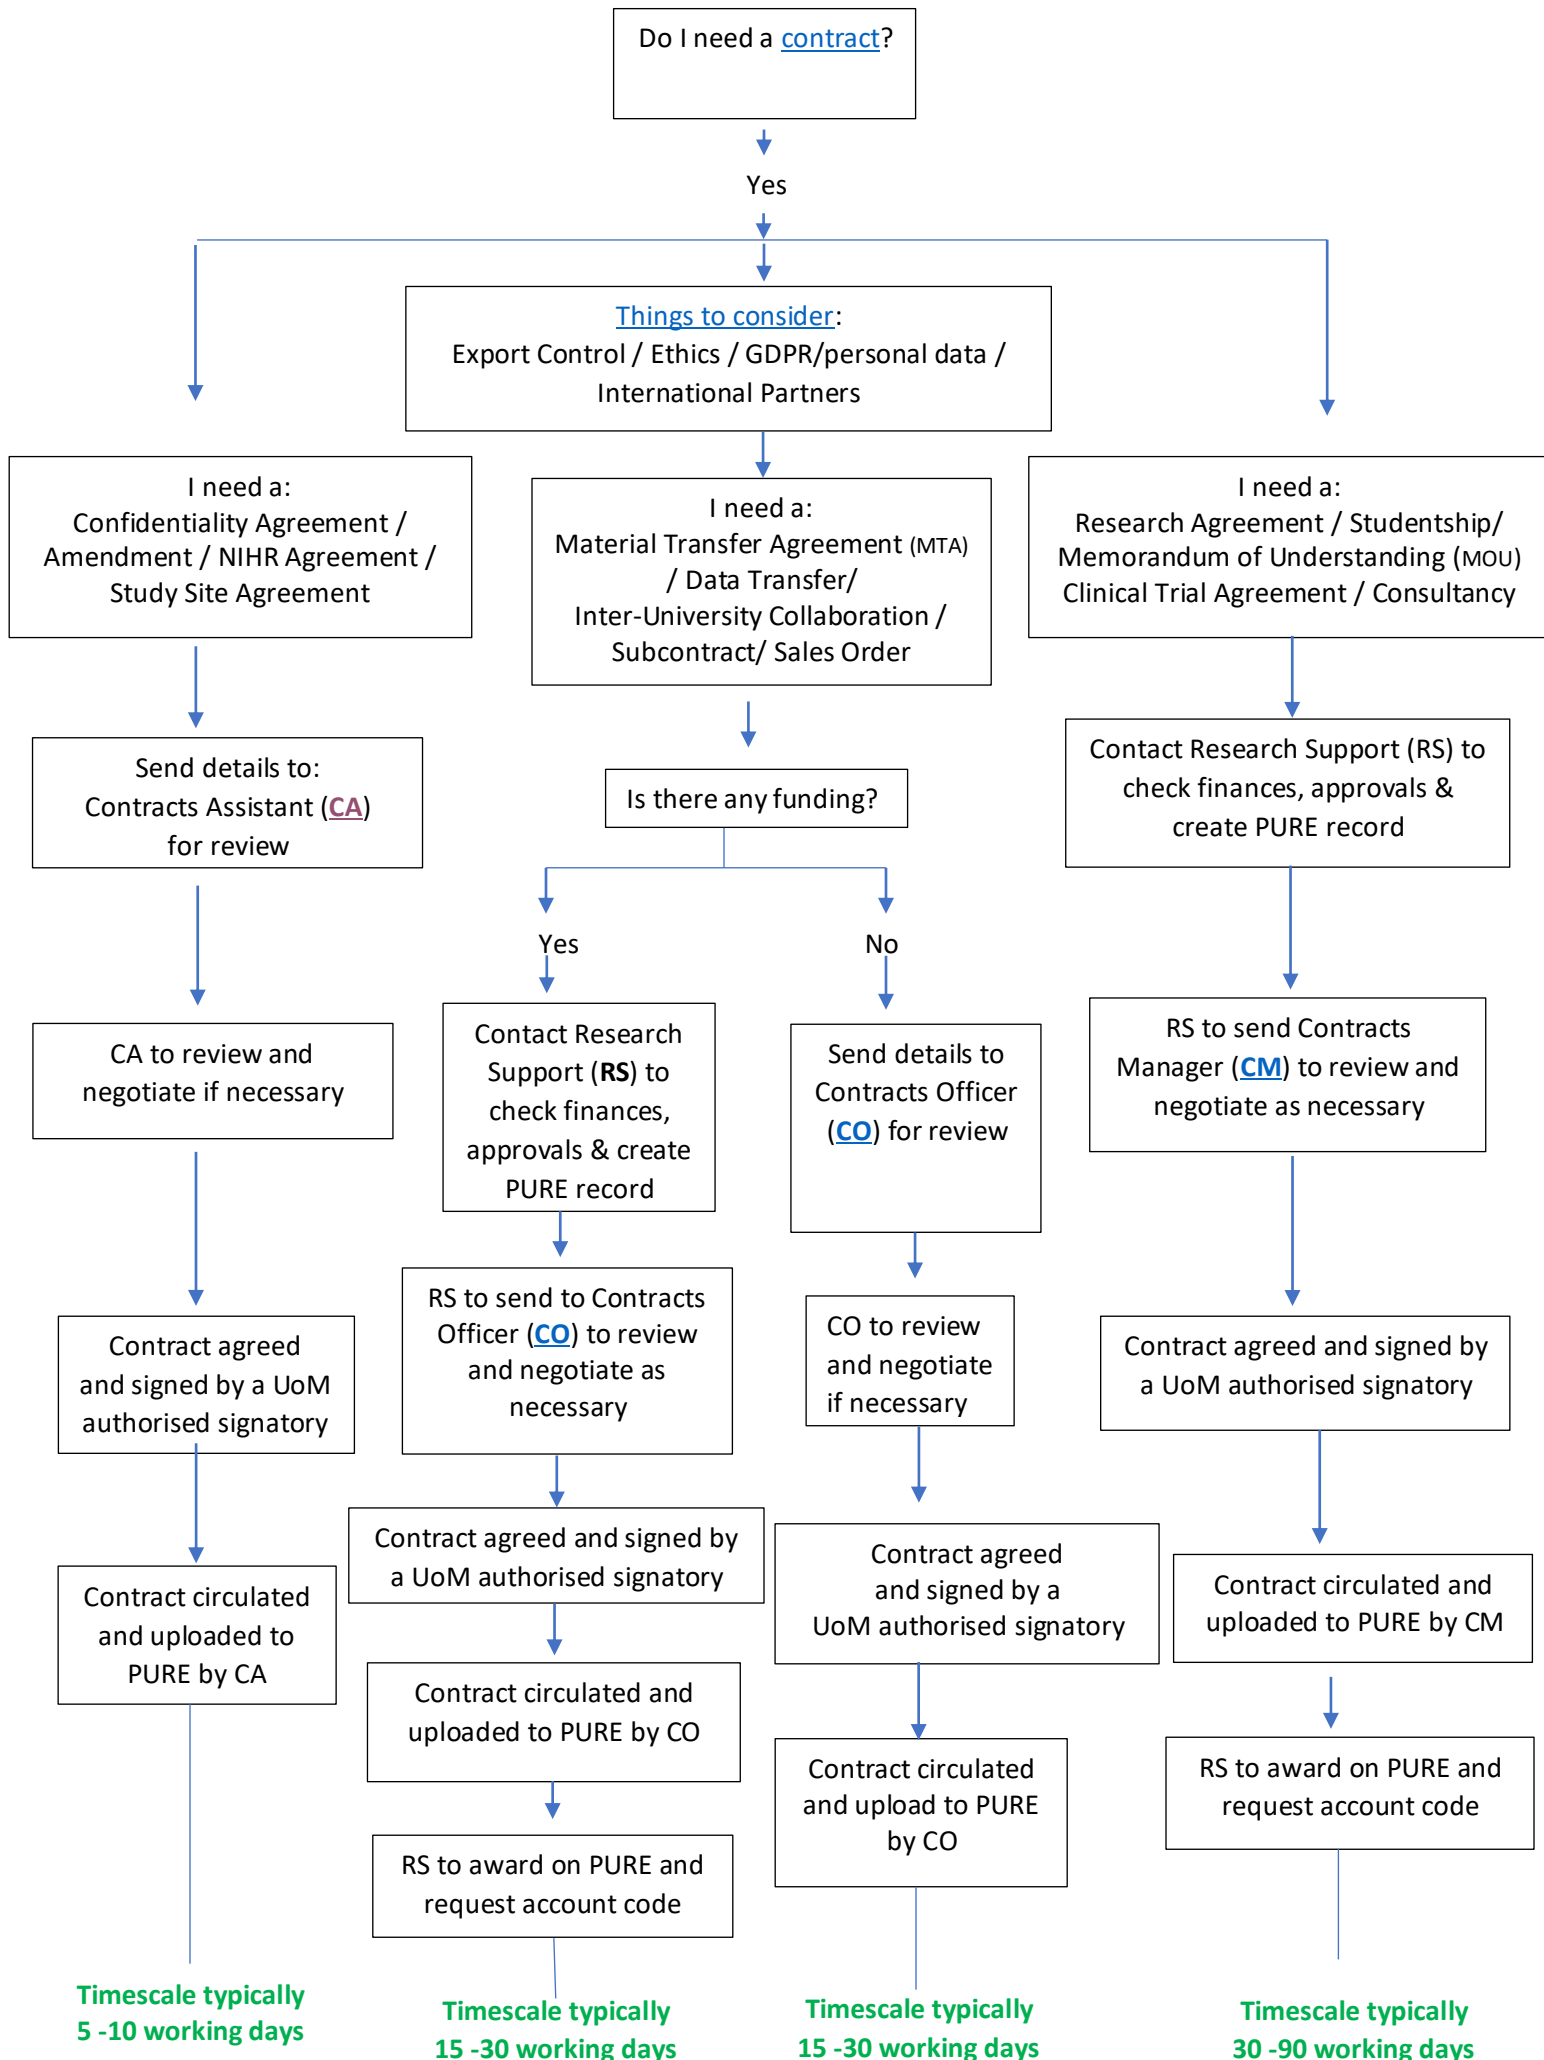 Do I need a contract?
Yes
Things to consider:
Export Control / Ethics / GDPR/personal data /
International Partners
I need a:
Confidentiality Agreement /
Amendment / NIHR Agreement /
Study Site Agreement
I need a:
Material Transfer Agreement (MTA)
/ Data Transfer/
Inter-University Collaboration /
Subcontract/ Sales Order
I need a:
Research Agreement / Studentship/
Memorandum of Understanding (MOU)
Clinical Trial Agreement / Consultancy
Send details to:
Contracts Assistant (CA)
for review
Is there any funding?
Contact Research Support (RS) to
check finances, approvals &
create PURE record
Yes
No
CA to review and
negotiate if necessary
Contact Research
Support (RS) to
check finances,
approvals & create
PURE record
Send details to
Contracts Officer
(CO) for review
RS to send Contracts
Manager (CM) to review and
negotiate as necessary
RS to send to Contracts
Officer (CO) to review
and negotiate as
necessary
CO to review
and negotiate
if necessary
Contract agreed
and signed by a UoM
authorised signatory
Contract agreed and signed by
a UoM authorised signatory
Contract agreed and signed by
a UoM authorised signatory
Contract agreed
and signed by a
UoM authorised signatory
Contract circulated
and uploaded to
PURE by CA
Contract circulated and
uploaded to PURE by CM
Contract circulated and
uploaded to PURE by CO
Contract circulated
and upload to PURE
by CO
RS to award on PURE and
request account code
RS to award on PURE and
request account code
Timescale typically
5 -10 working days
Timescale typically
15 -30 working days
Timescale typically
15 -30 working days
Timescale typically
30 -90 working days